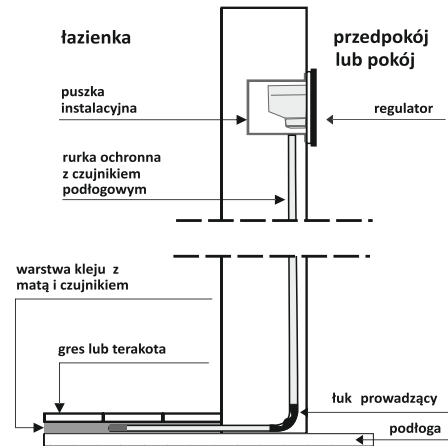 łazienka
przedpokój
lub pokój
puszka
instalacyjna
regulator
rurka ochronna
z czujnikiem
podłogowym
warstwa kleju z
matą i czujnikiem
gres lub terakota
łuk prowadzący
podłoga